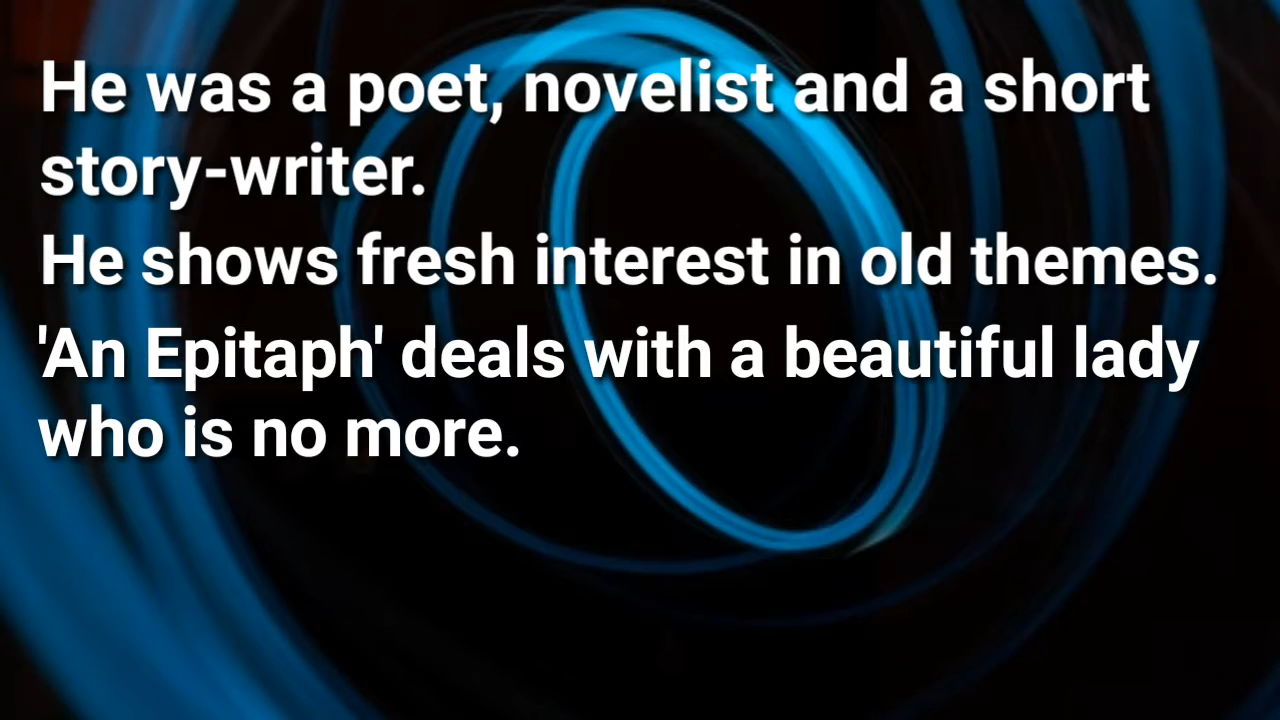 He was a poet, novelist and a short
story-writer.
He shows fresh interest in old themes.
'An Epitaph' deals with a beautiful lady
who is no more.